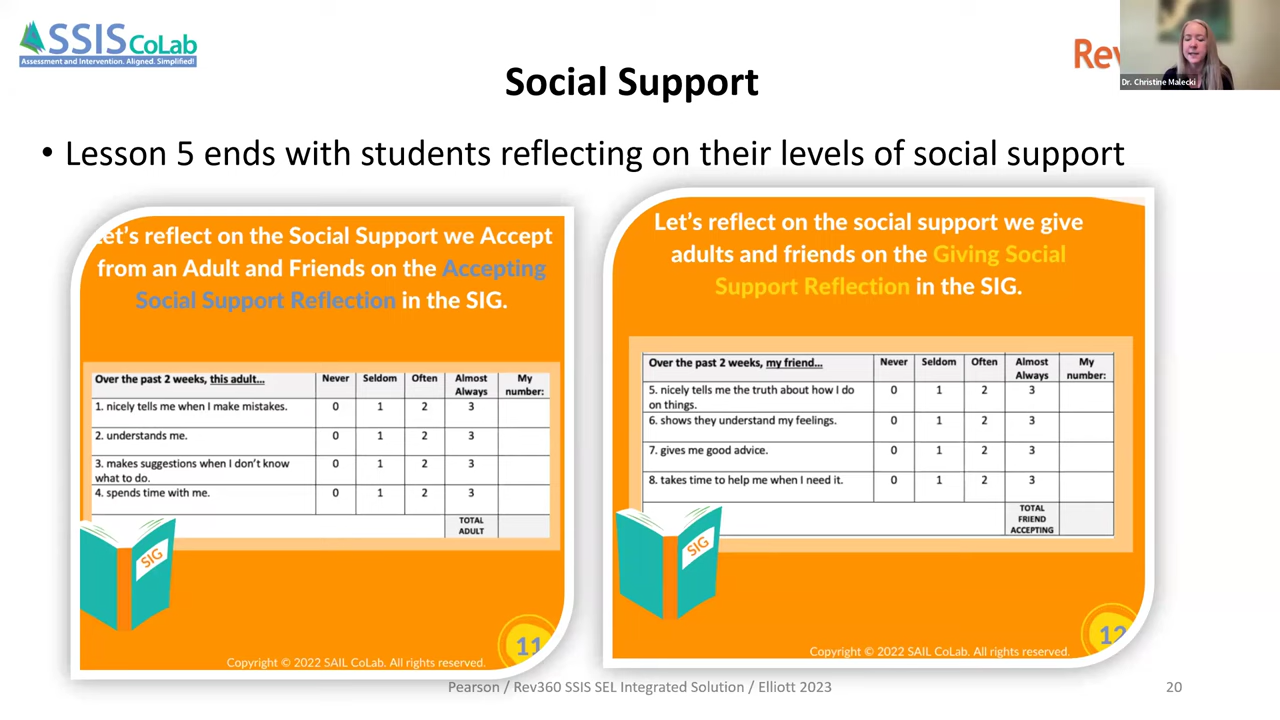 SSIS CoLab
Assessment and Intervention. Aligned. Simplified!
Rev
Dr. Christine Malecki
Social Support
• Lesson 5 ends with students reflecting on their levels of social support
Let's reflect on the Social Support we Accept
from an Adult and Friends on the Accepting
Social Support Reflection in the SIG.
Over the past 2 weeks, this adult... Never Seldom Often Almost Always My number:
1. nicely tells me when I make mistakes. 0 1 2 3
2. understands me. 0 1 2 3
3. makes suggestions when I don't know
what to do. 0 1 2 3
4. spends time with me. 0 1 2 3
TOTAL
ADULT
SIG
11
Copyright © 2022 SAIL CoLab. All rights reserved.
Let's reflect on the social support we give
adults and friends on the Giving Social
Support Reflection in the SIG.
Over the past 2 weeks, my friend... Never Seldom Often Almost Always My number:
5. nicely tells me the truth about how I do
on things. 0 1 2 3
6. shows they understand my feelings. 0 1 2 3
7. gives me good advice. 0 1 2 3
8. takes time to help me when I need it. 0 1 2 3
TOTAL
FRIEND
ACCEPTING
SIG
12
Copyright © 2022 SAIL CoLab. All rights reserved.
Pearson / Rev360 SSIS SEL Integrated Solution / Elliott 2023
20